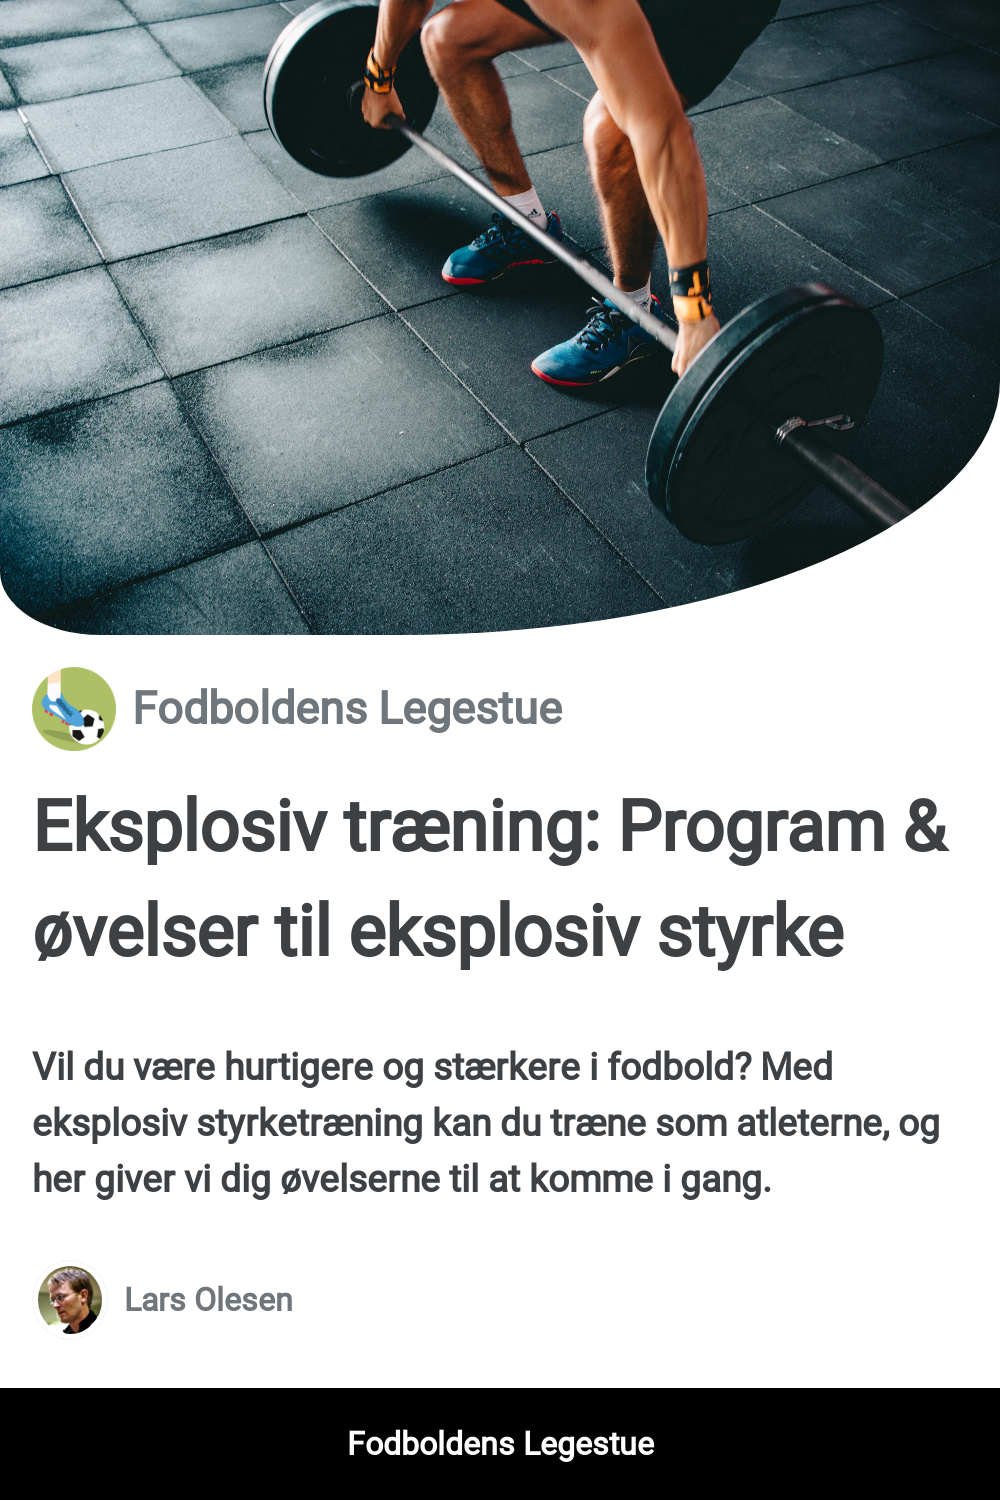 Fodboldens Legestue
Eksplosiv træning: Program &
øvelser til eksplosiv styrke
Vil du være hurtigere og stærkere i fodbold? Med
eksplosiv styrketræning kan du træne som atleterne, og
her giver vi dig øvelserne til at komme i gang.
Lars Olesen
Fodboldens Legestue